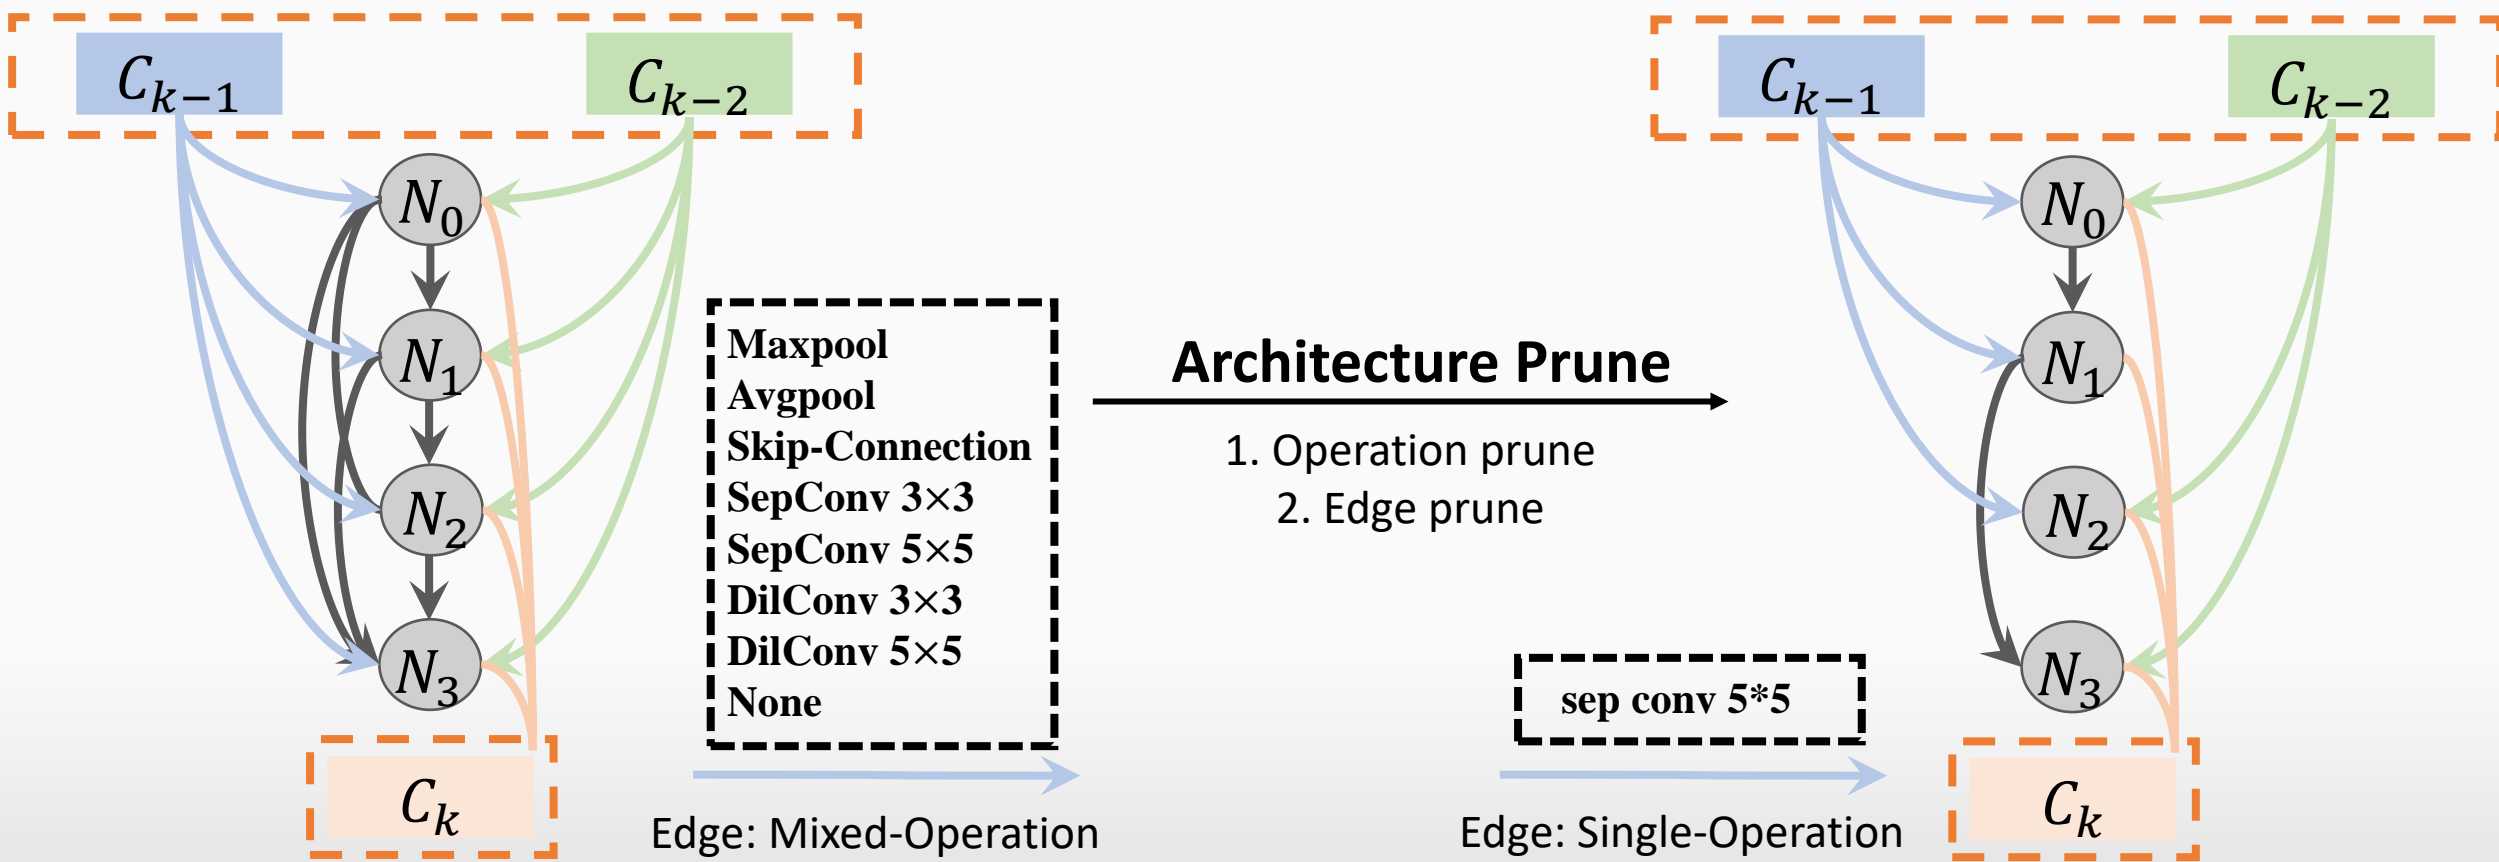 C_{k-1}
C_{k-2}
N_0
N_1
N_2
N_3
C_k
Maxpool
Avgpool
Skip-Connection
SepConv 3×3
SepConv 5×5
DilConv 3×3
DilConv 5×5
None
Edge: Mixed-Operation
Architecture Prune
1. Operation prune
2. Edge prune
sep conv 5*5
Edge: Single-Operation
C_{k-1}
C_{k-2}
N_0
N_1
N_2
N_3
C_k